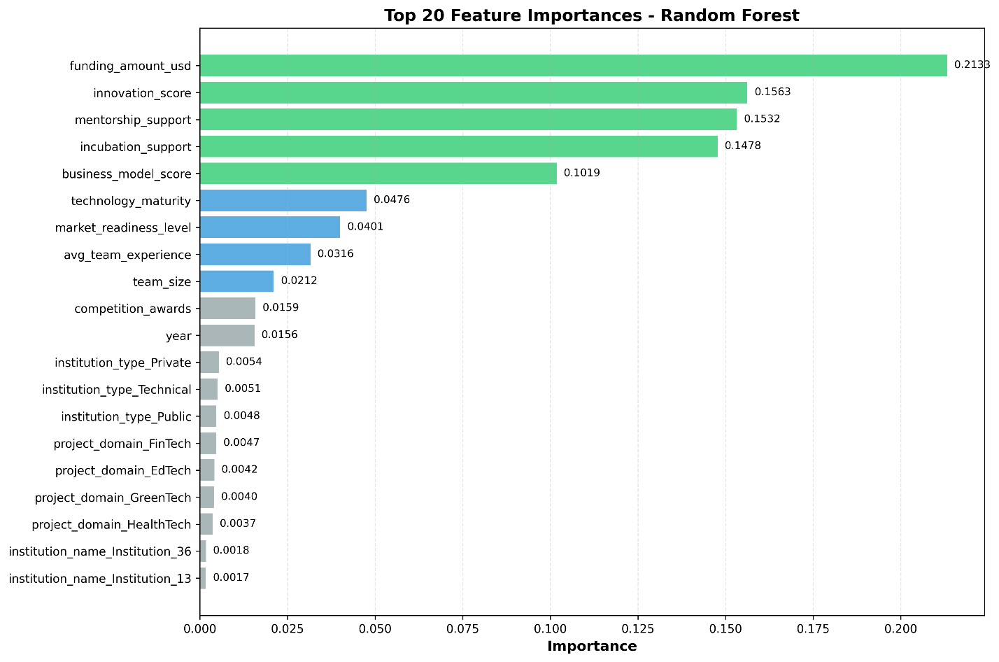 Top 20 Feature Importances - Random Forest
funding_amount_usd 0.2133
innovation_score 0.1563
mentorship_support 0.1532
incubation_support 0.1478
business_model_score 0.1019
technology_maturity 0.0476
market_readiness_level 0.0401
avg_team_experience 0.0316
team_size 0.0212
competition_awards 0.0159
year 0.0156
institution_type_Private 0.0054
institution_type_Technical 0.0051
institution_type_Public 0.0048
project_domain_FinTech 0.0047
project_domain_EdTech 0.0042
project_domain_GreenTech 0.0040
project_domain_HealthTech 0.0037
institution_name_Institution_36 0.0018
institution_name_Institution_13 0.0017
0.000 0.025 0.050 0.075 0.100 0.125 0.150 0.175 0.200
Importance